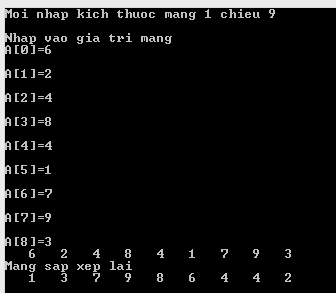 Moi nhap kich thuoc mang 1 chieu 9
Nhap vao gia tri mang
A[0]=6
A[1]=2
A[2]=4
A[3]=8
A[4]=4
A[5]=1
A[6]=7
A[7]=9
A[8]=3
6 2 4 8 4 1 7 9 3
Mang sap xep lai
1 3 7 9 8 6 4 4 2